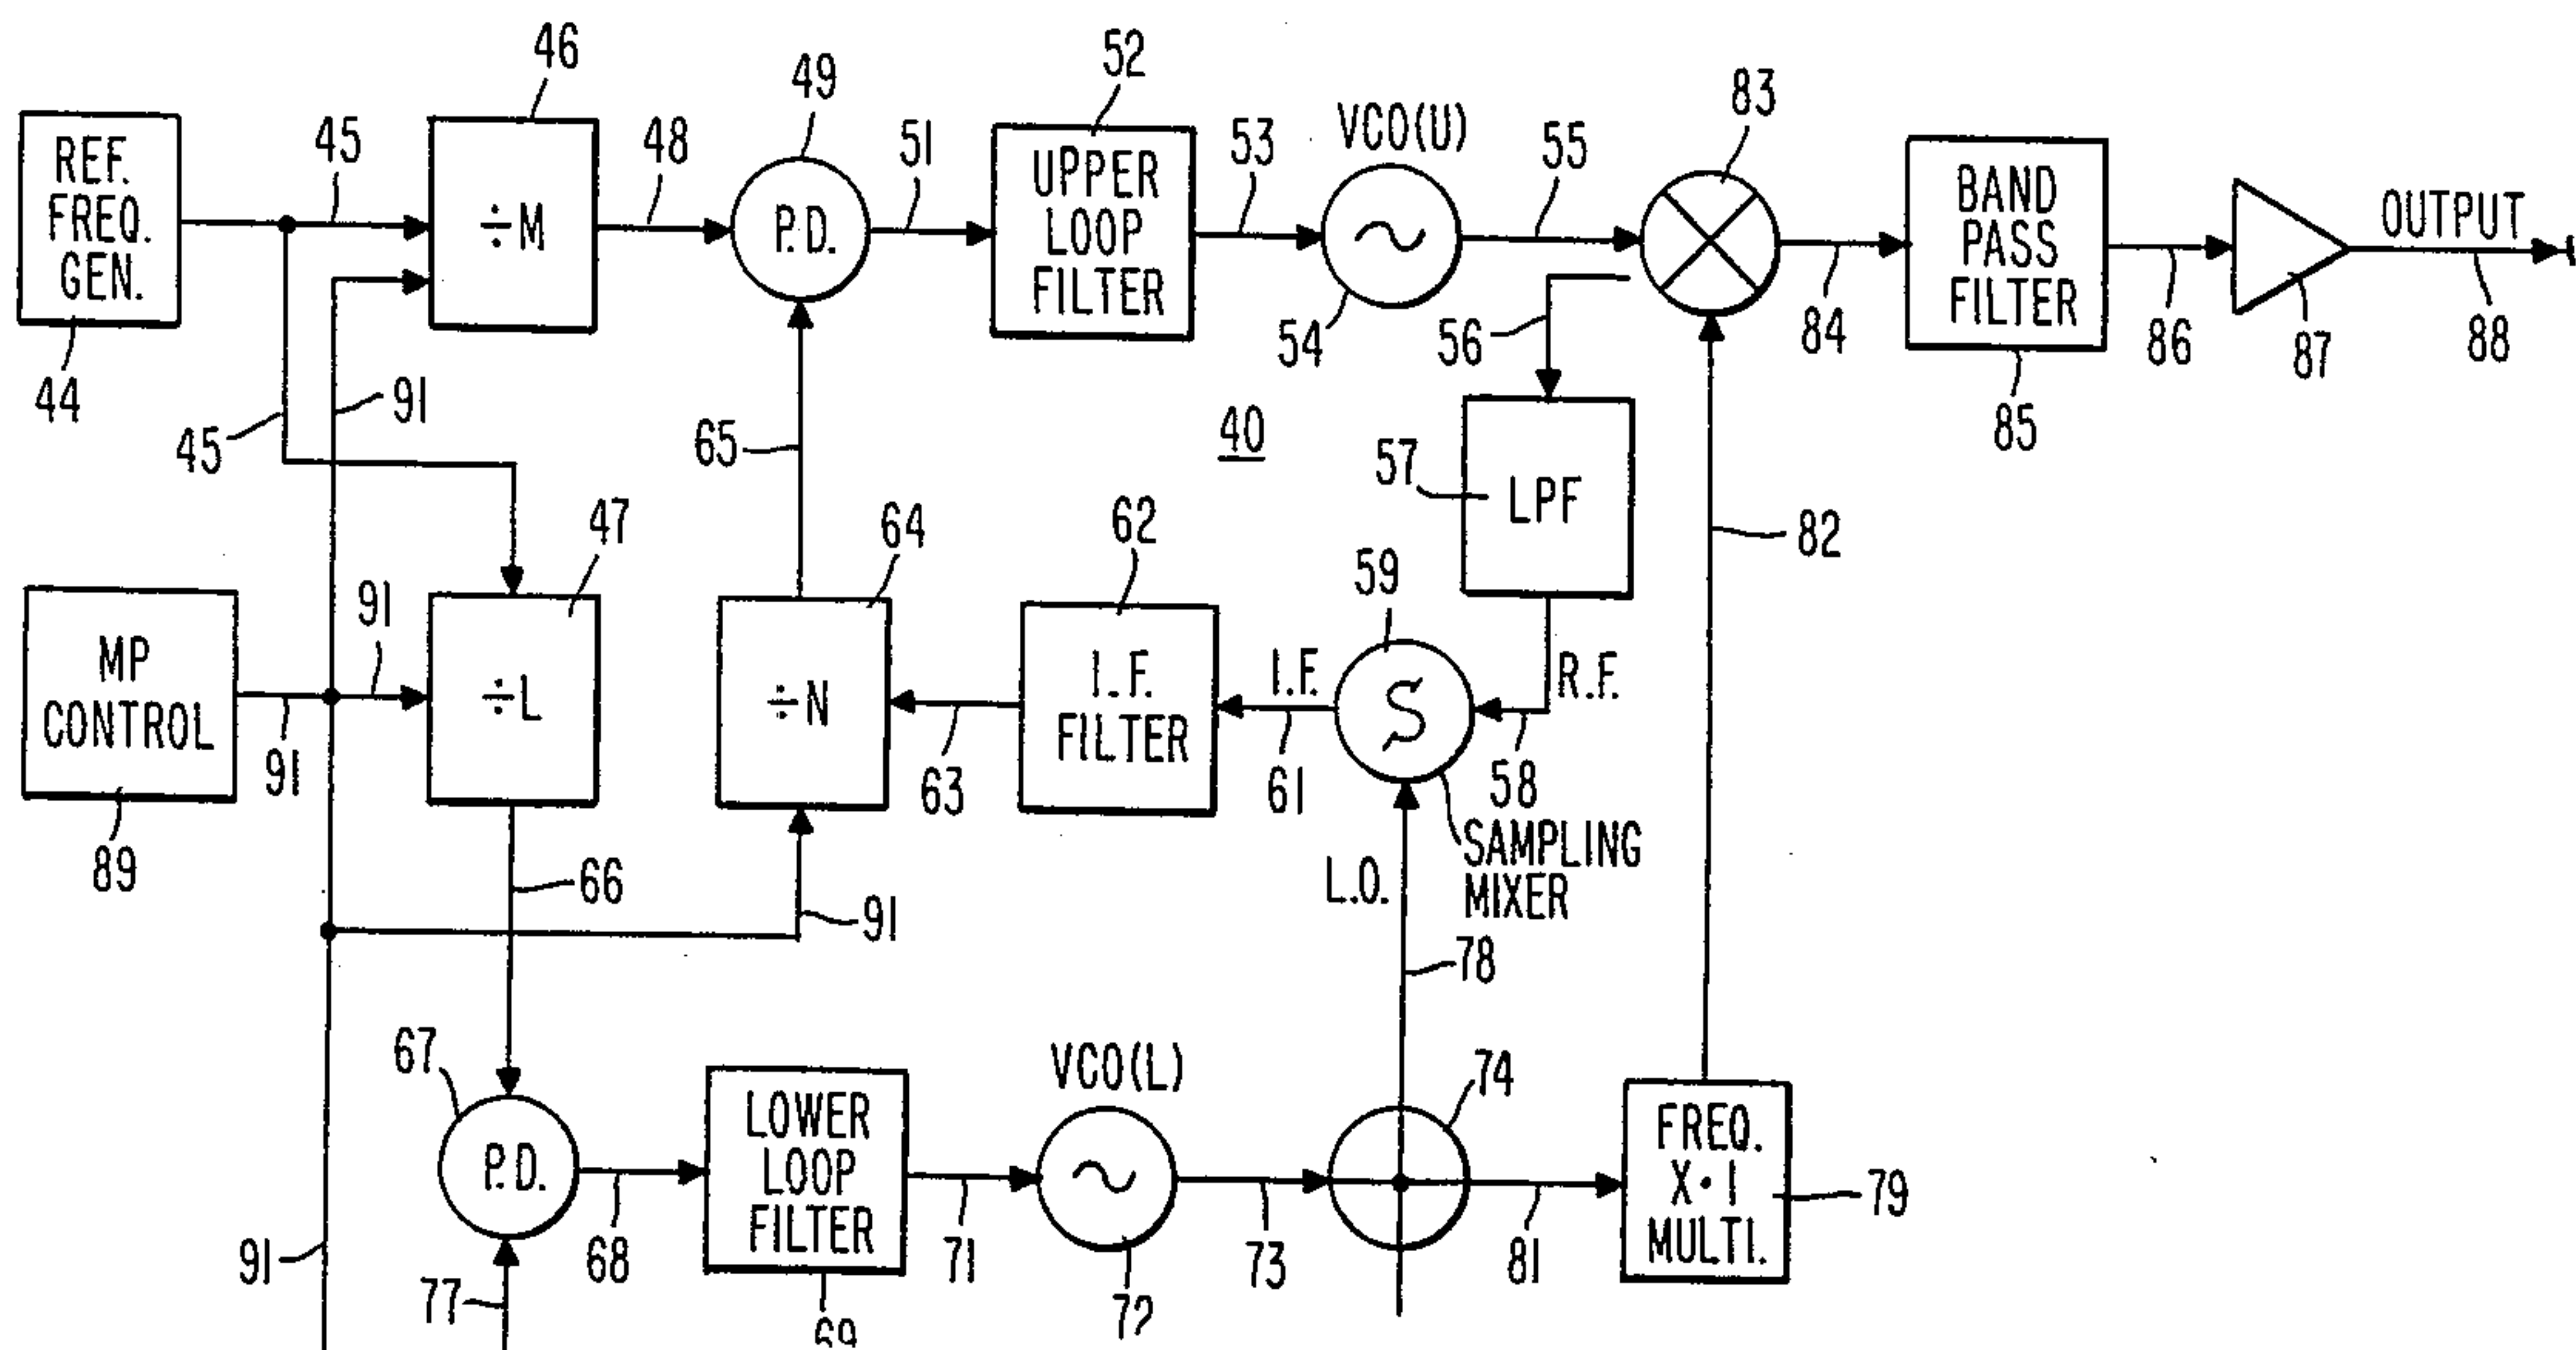 46
49
52
83
REF.
FREQ.
GEN.
44
45
÷M
48
P.D.
51
UPPER
LOOP
FILTER
53
VCO(U)
54
55
56
84
BAND
PASS
FILTER
85
86
87
OUTPUT
88
45
91
65
40
57
LPF
82
MP
CONTROL
89
91
91
47
÷L
64
÷N
63
62
I.F.
FILTER
I.F.
61
59
S
R.F.
58
SAMPLING
MIXER
L.O.
66
91
78
67
P.D.
77
91
68
LOWER
LOOP
FILTER
69
71
VCO(L)
72
73
74
81
FREQ.
X·I
MULTI.
79